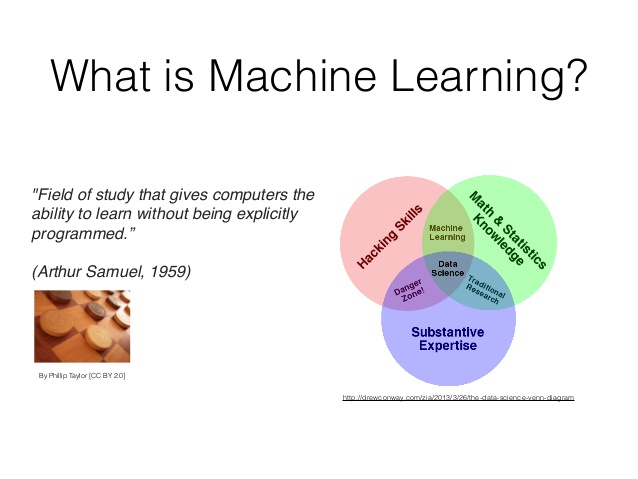 What is Machine Learning?
"Field of study that gives computers the
ability to learn without being explicitly
programmed.”
(Arthur Samuel, 1959)
By Phillip Taylor [CC BY 2.0]
Hacking Skills
Math & Statistics
Knowledge
Machine
Learning
Data
Science
Danger
Zone!
Traditional
Research
Substantive
Expertise
http://drewconway.com/zia/2013/3/26/the-data-science-venn-diagram